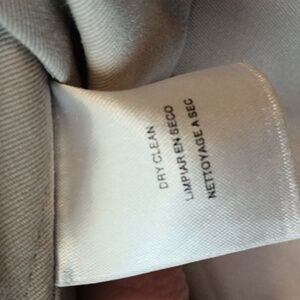 DRY CLEAN
LIMPIAR EN SECO
NETTOYAGE A SEC